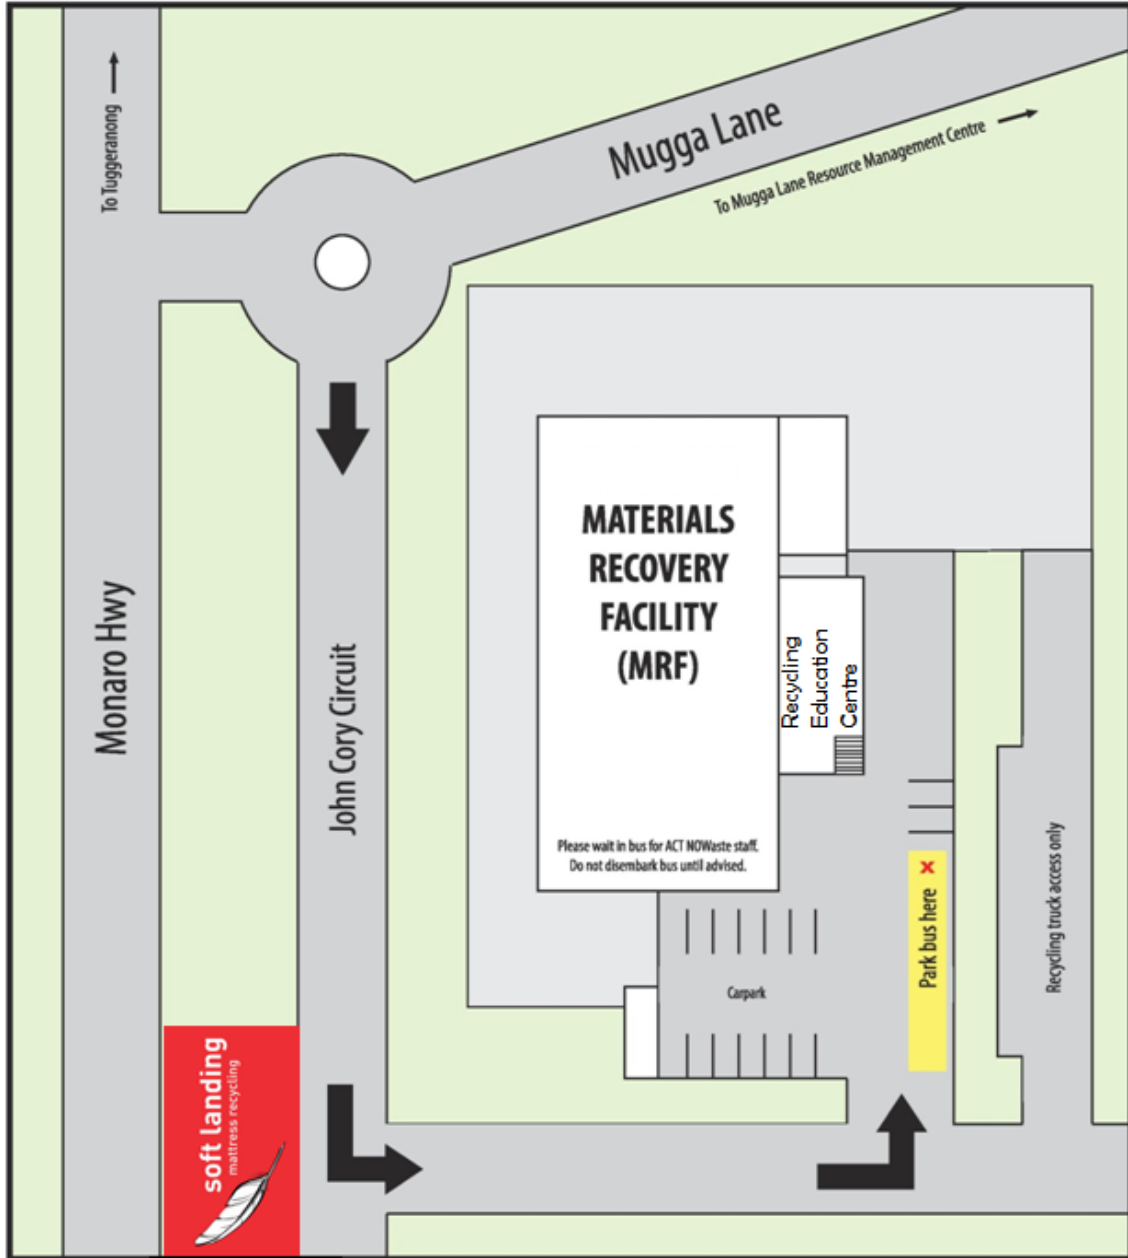 To Tuggeranong
Mugga Lane
To Mugga Lane Resource Management Centre
Monaro Hwy
John Cory Circuit
MATERIALS
RECOVERY
FACILITY
(MRF)
Recycling
Education
Centre
Please wait in bus for ACT NOWaste staff.
Do not disembark bus until advised.
Carpark
Park bus here x
Recycling truck access only
soft landing
mattress recycling